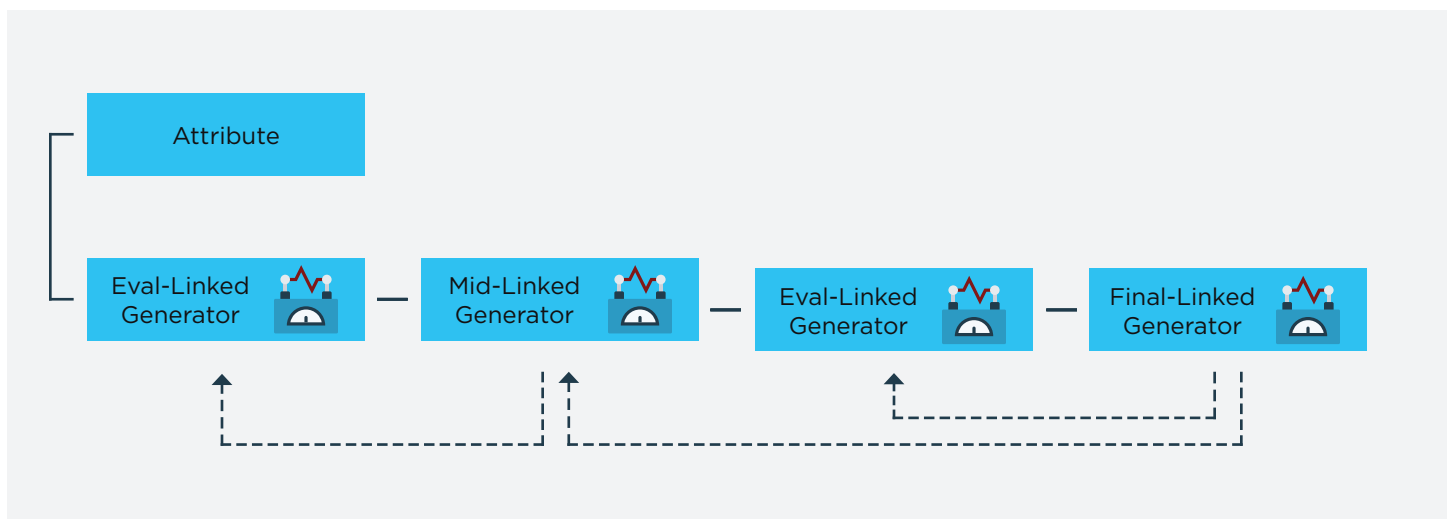 Attribute
Eval-Linked
Generator
Mid-Linked
Generator
Eval-Linked
Generator
Final-Linked
Generator